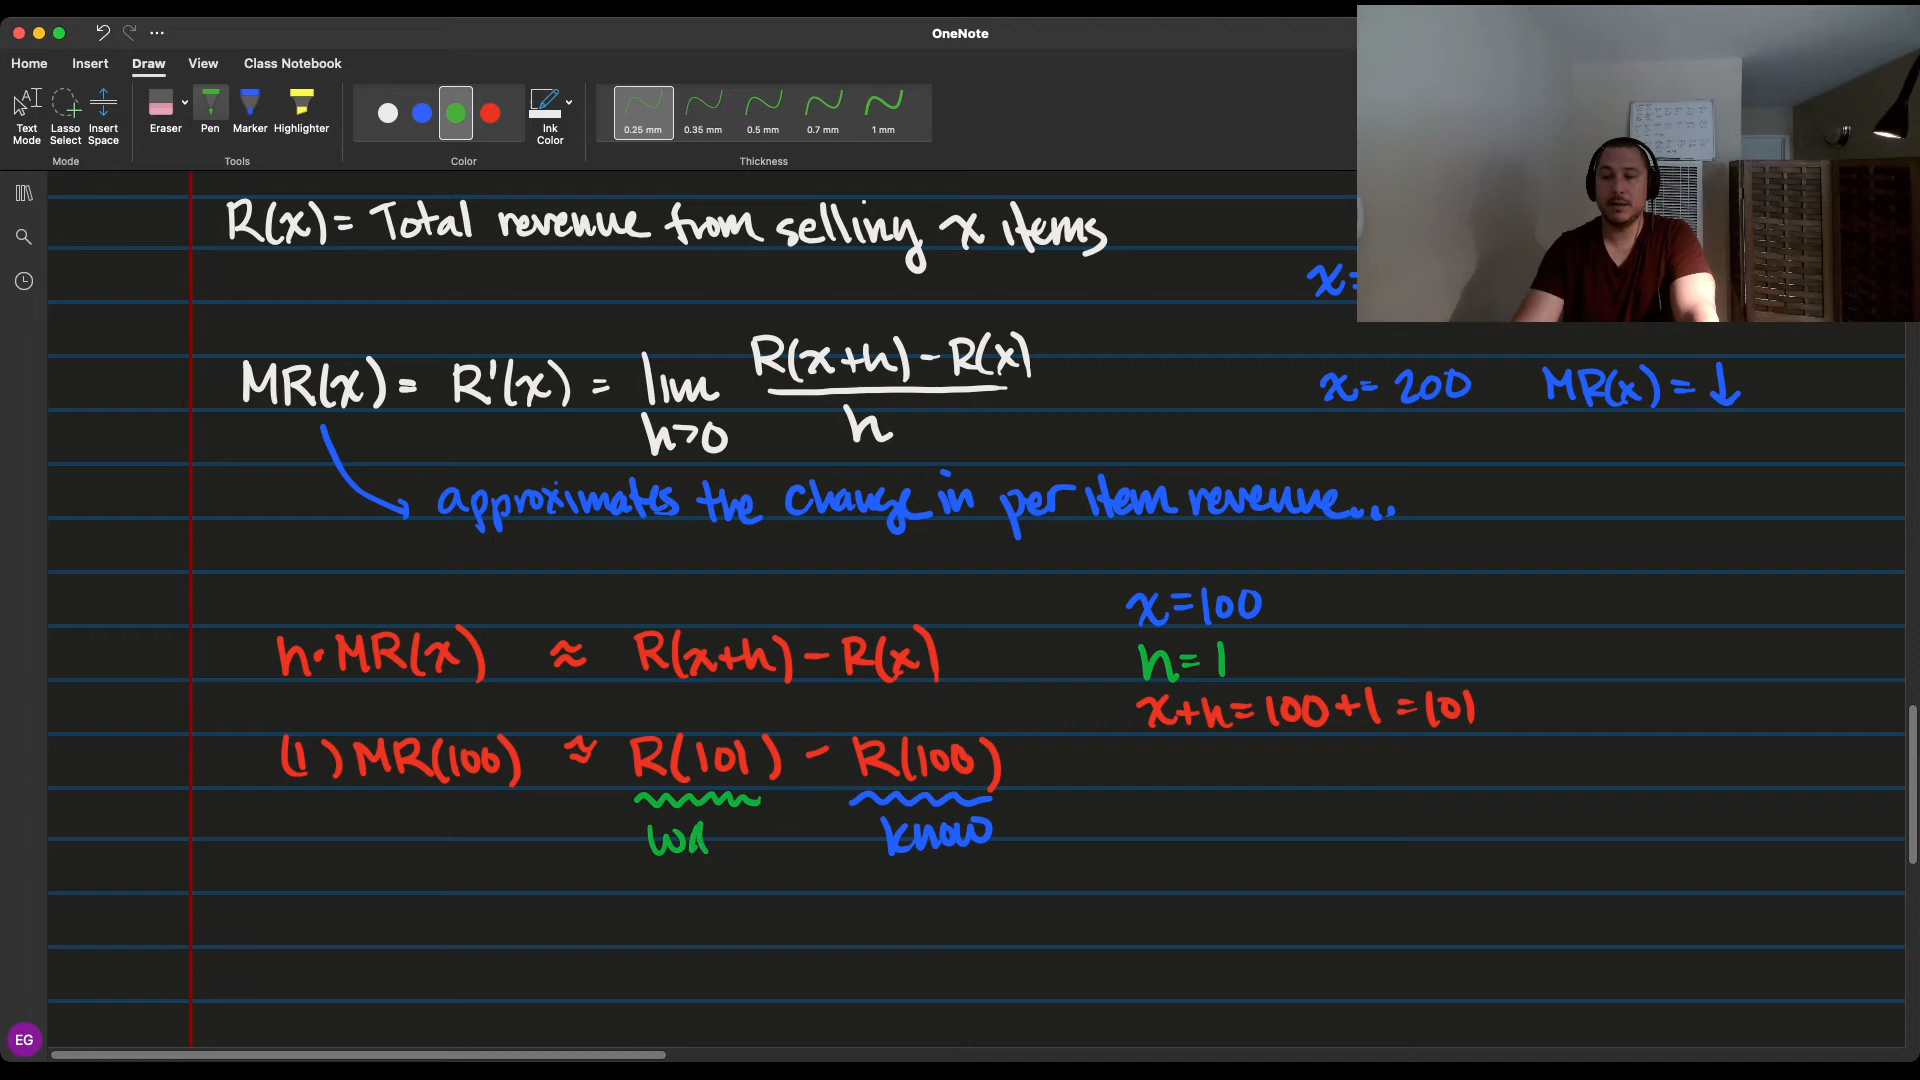 OneNote
Home Insert Draw View Class Notebook
Text Mode Lasso Select Insert Space Eraser Pen Marker Highlighter Ink Color 0.25 mm 0.35 mm 0.5 mm 0.7 mm 1 mm
Mode Tools Color Thickness
R(x) = Total revenue from selling x items
x=
MR(x) = R'(x) = lim h>0 R(x+h) - R(x) / h
x = 200 MR(x) = ↓
approximates the change in per item revenue...
x = 100
h • MR(x) ≈ R(x+h) - R(x)
h = 1
x+h = 100+1 = 101
(1) MR(100) ≈ R(101) - R(100)
wa know
EG